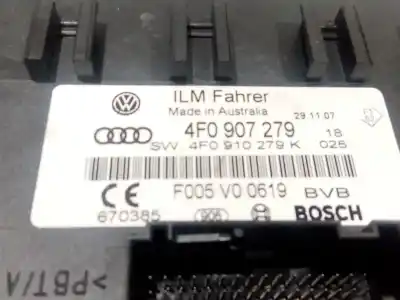 ILM Fahrer
Made in Australia
29.11.07
4F0 907 279
18
SW 4F0 910 279 K
025
F005 V0 0619
BVB
CE
670385
BOSCH
>PBT/A